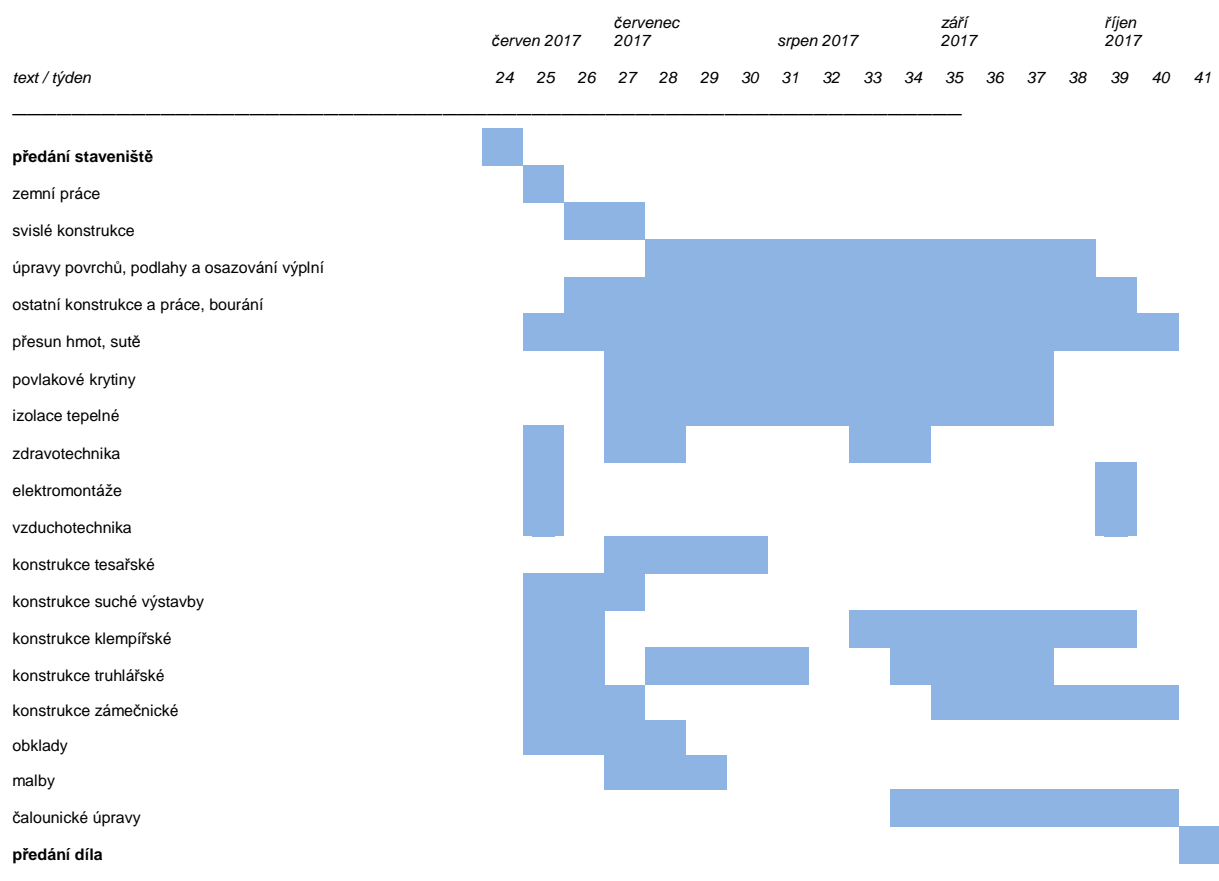 červenec září říjen
červen 2017 2017 srpen 2017 2017 2017
text / týden 24 25 26 27 28 29 30 31 32 33 34 35 36 37 38 39 40 41
předání staveniště
zemní práce
svislé konstrukce
úpravy povrchů, podlahy a osazování výplní
ostatní konstrukce a práce, bourání
přesun hmot, sutě
povlakové krytiny
izolace tepelné
zdravotechnika
elektromontáže
vzduchotechnika
konstrukce tesařské
konstrukce suché výstavby
konstrukce klempířské
konstrukce truhlářské
konstrukce zámečnické
obklady
malby
čalounické úpravy
předání díla